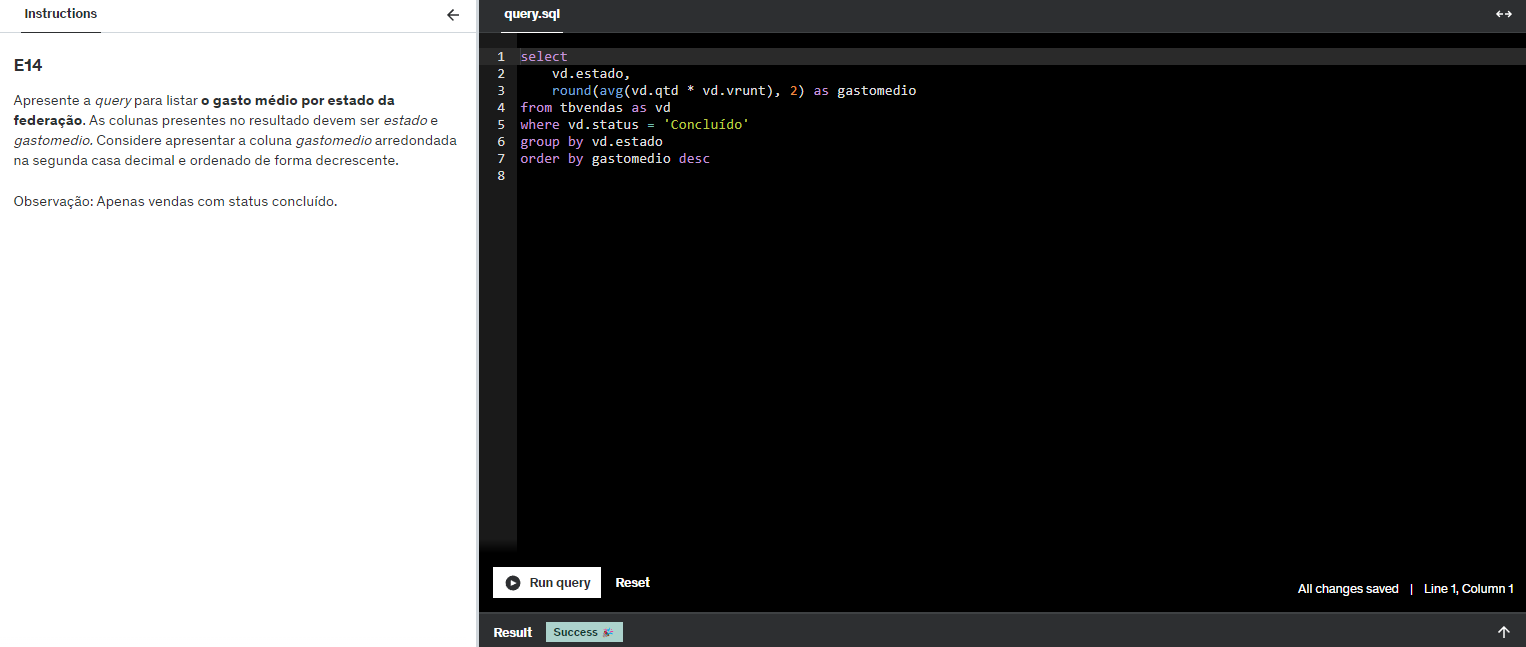 Instructions
E14
Apresente a query para listar o gasto médio por estado da
federação. As colunas presentes no resultado devem ser estado e
gastomedio. Considere apresentar a coluna gastomedio arredondada
na segunda casa decimal e ordenado de forma decrescente.
Observação: Apenas vendas com status concluído.
query.sql
1 select
2 vd.estado,
3 round(avg(vd.qtd * vd.vrunt), 2) as gastomedio
4 from tbvendas as vd
5 where vd.status = 'Concluído'
6 group by vd.estado
7 order by gastomedio desc
8
Run query Reset
All changes saved | Line 1, Column 1
Result Success 🎉